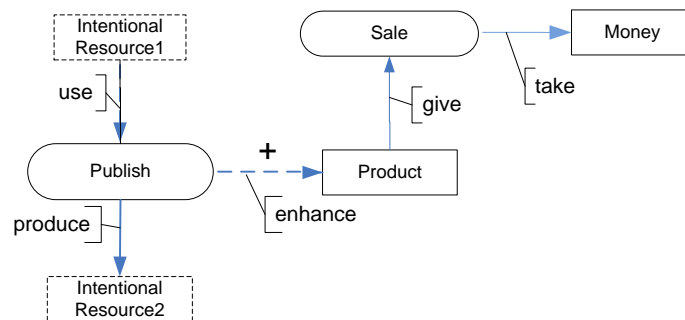 Intentional
Resource1
Sale
Money
use
give
take
Publish
+
Product
enhance
produce
Intentional
Resource2